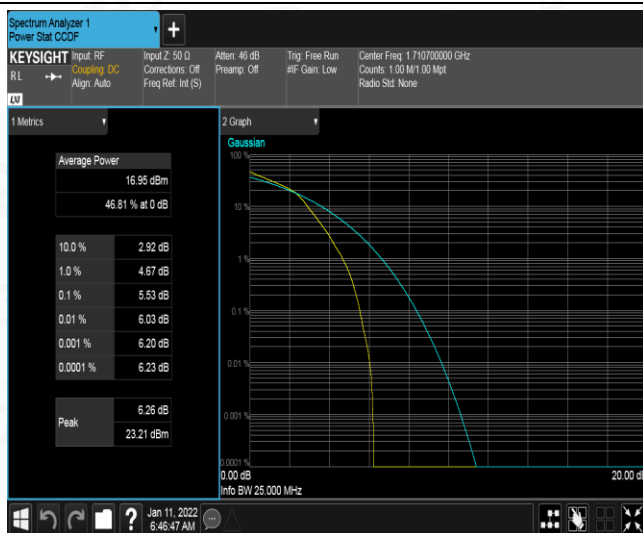 Spectrum Analyzer 1
Power Stat CCDF
+
KEYSIGHT
RL
LXI
Input: RF
Coupling: DC
Align: Auto
Input Z: 50 Ω
Corrections: Off
Freq Ref: Int (S)
Atten: 46 dB
Preamp: Off
Trig: Free Run
#IF Gain: Low
Center Freq: 1.710700000 GHz
Counts: 1.00 M/1.00 Mpt
Radio Std: None
1 Metrics
Average Power
16.95 dBm
46.81 % at 0 dB
10.0 % 2.92 dB
1.0 % 4.67 dB
0.1 % 5.53 dB
0.01 % 6.03 dB
0.001 % 6.20 dB
0.0001 % 6.23 dB
Peak
6.26 dB
23.21 dBm
2 Graph
Gaussian
100 %
10 %
1 %
0.1 %
0.01 %
0.001 %
0.0001 %
0.00 dB
20.00 dB
Info BW 25.000 MHz
?
Jan 11, 2022
6:46:47 AM